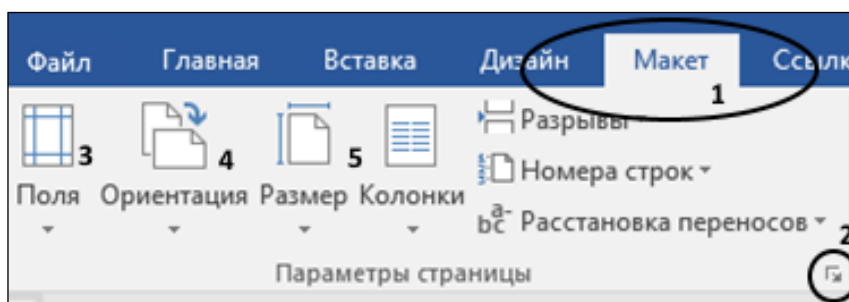 Файл Главная Вставка Дизайн Макет Ссылк
1
Разрывы
3 4 5
Номера строк
Поля Ориентация Размер Колонки
bc a- Расстановка переносов
2
Параметры страницы